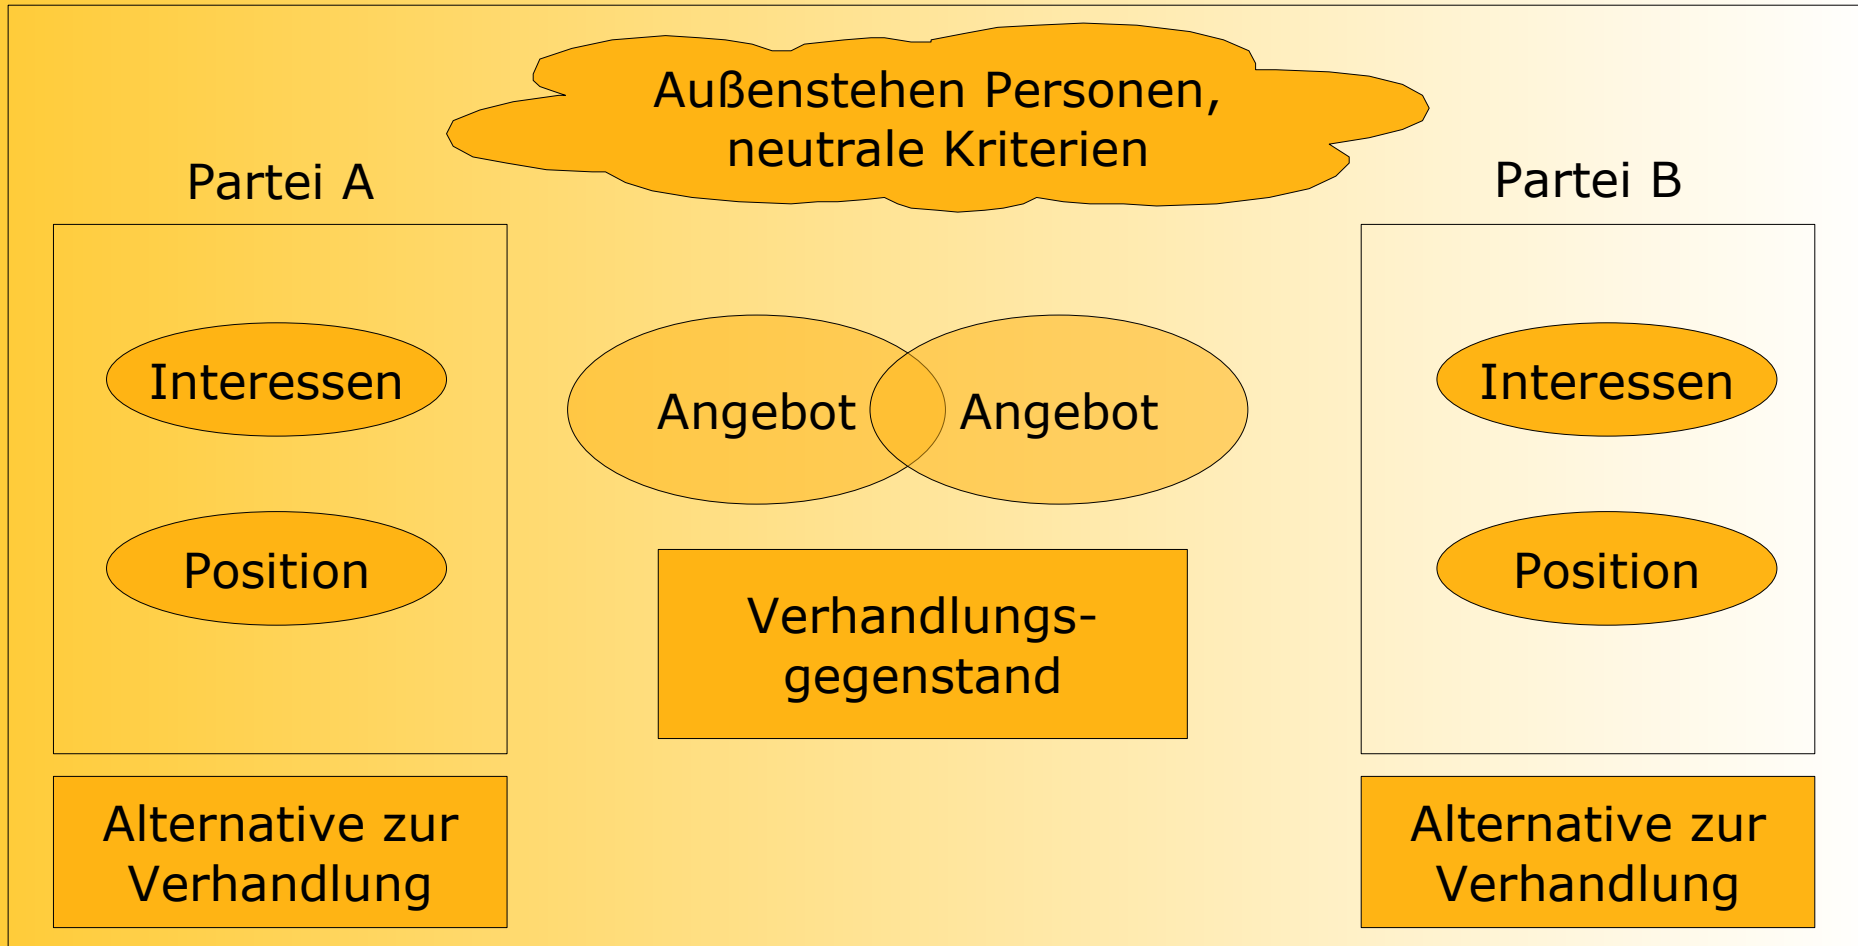 Außenstehen Personen,
neutrale Kriterien
Partei A
Partei B
Interessen
Angebot
Angebot
Interessen
Position
Position
Verhandlungs-
gegenstand
Alternative zur
Verhandlung
Alternative zur
Verhandlung